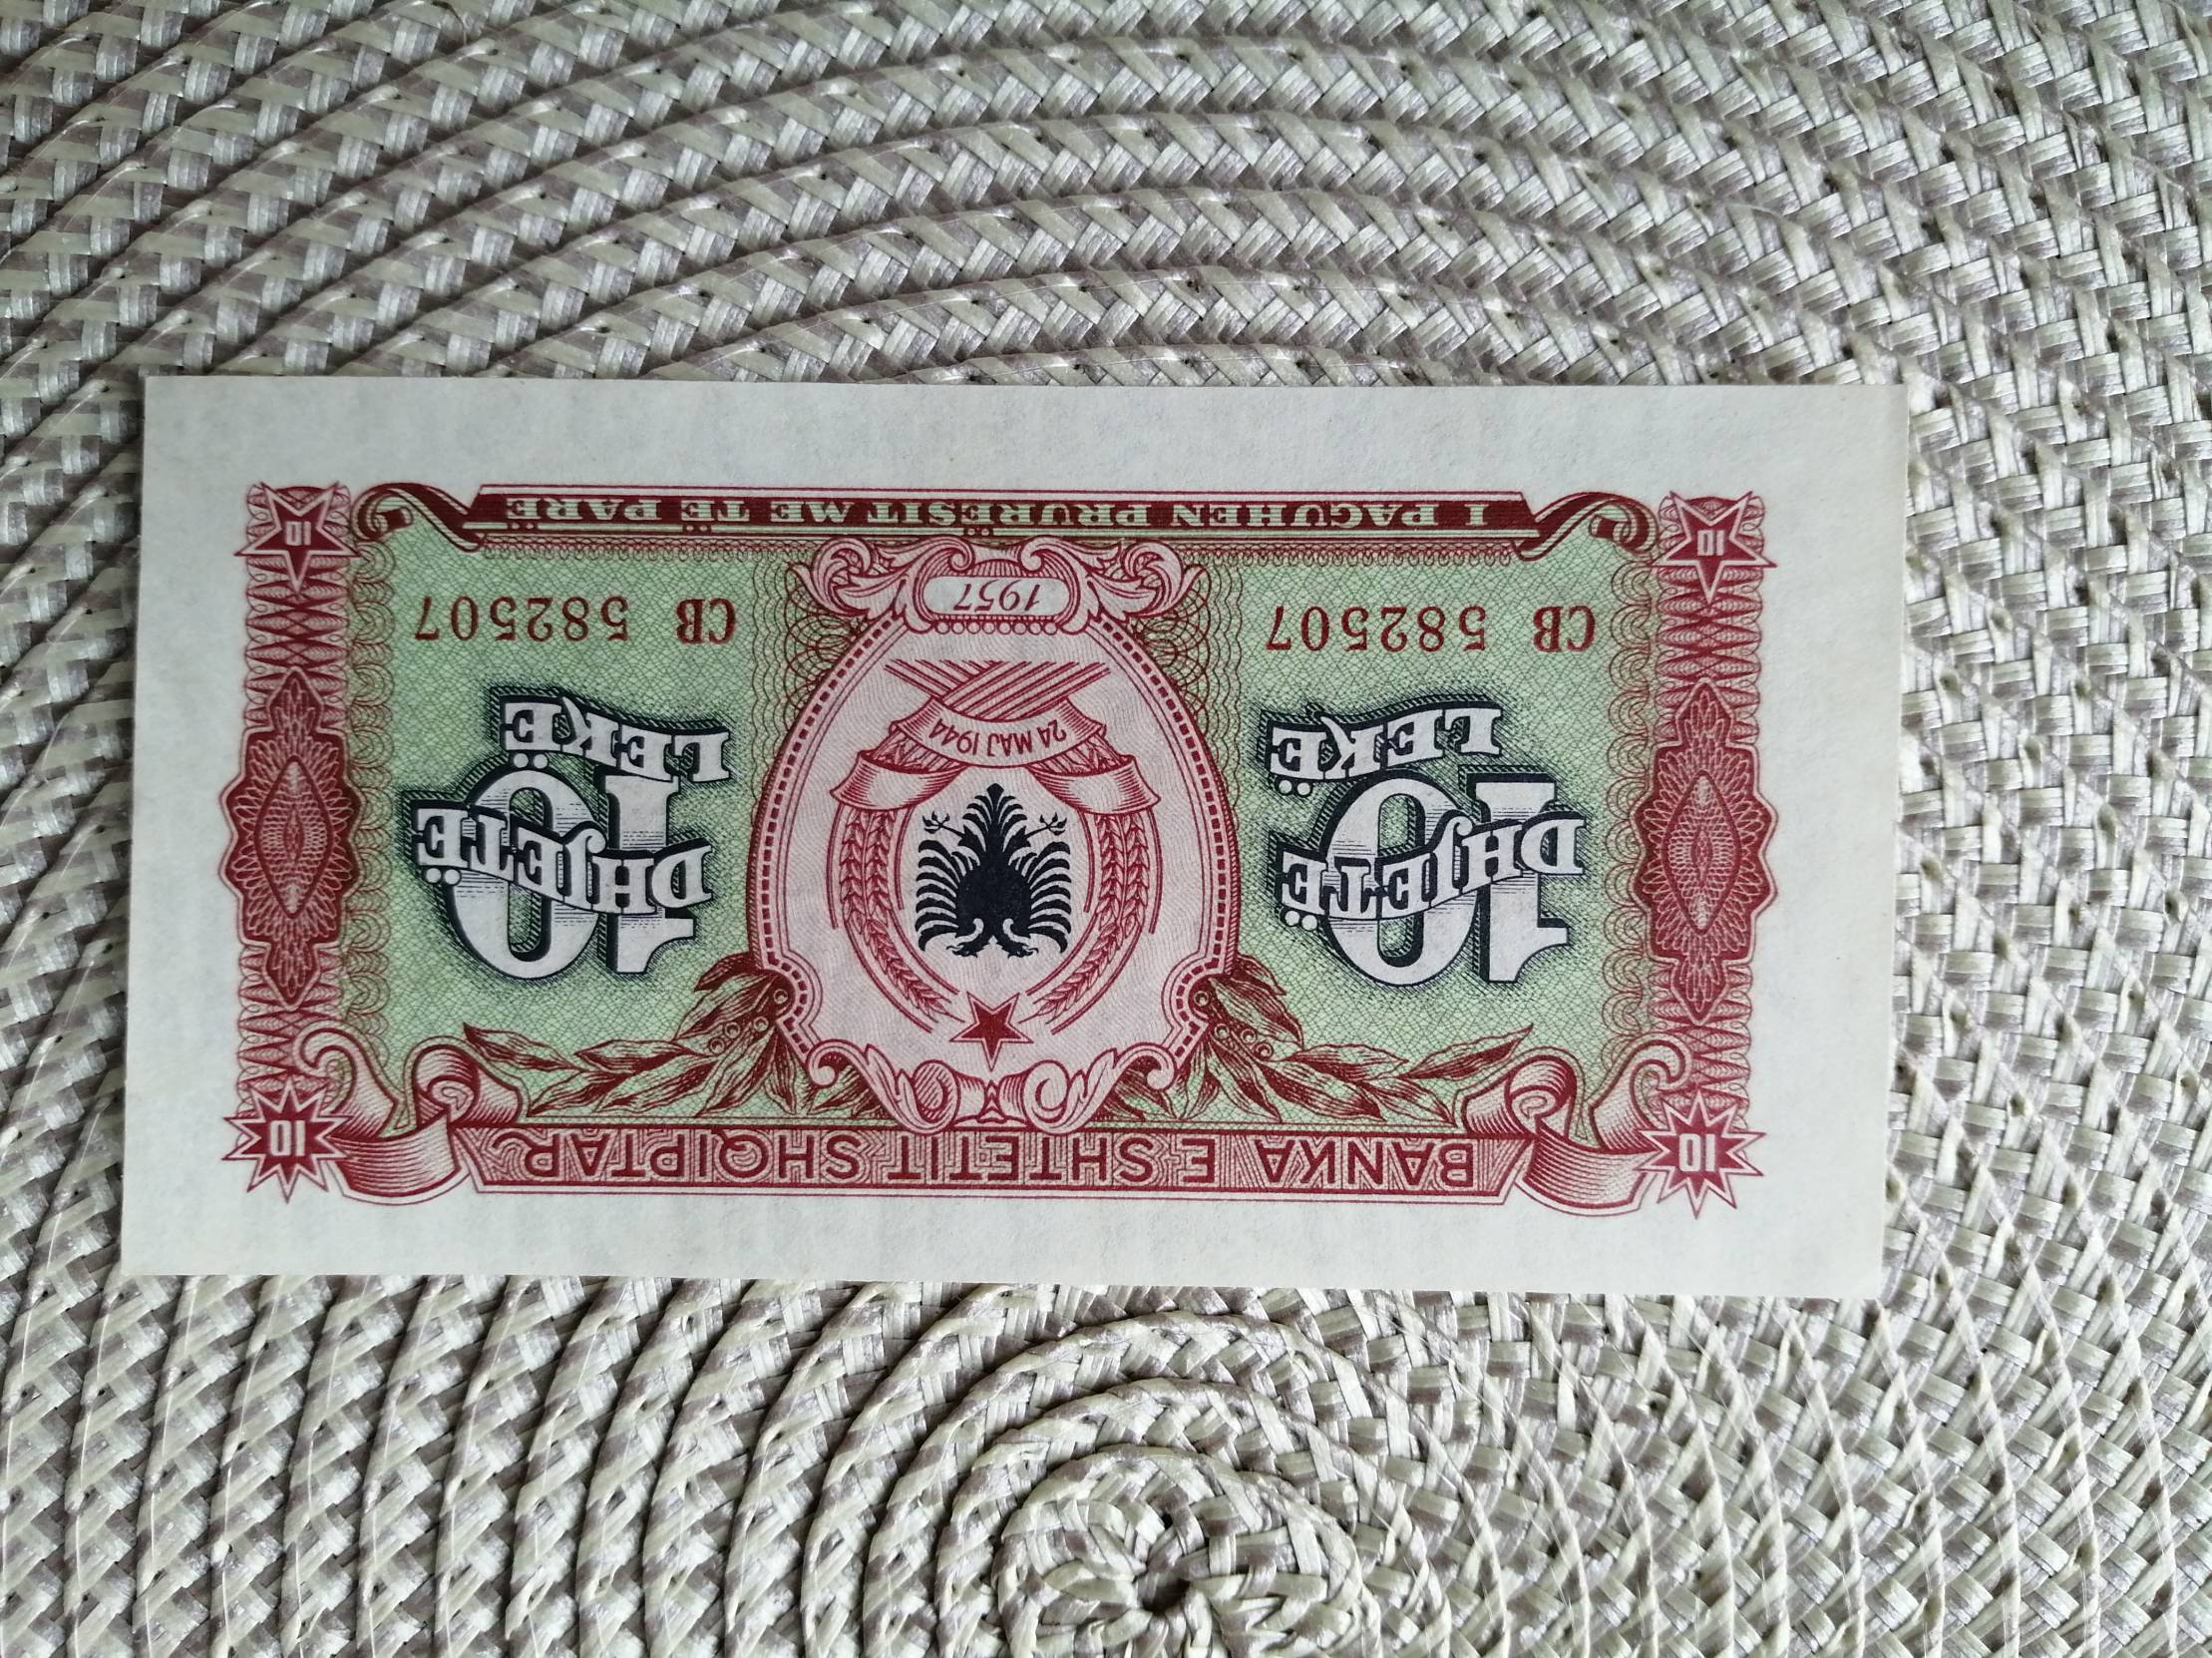 10 BANKA E SHTETIT SHQIPTAR 10
10 DHJETË LEKË
24 MAJ 1944
10 DHJETË LEKË
CB 582507
1957
CB 582507
10 I PAGUHEN PRURËSIT ME TË PARË 10